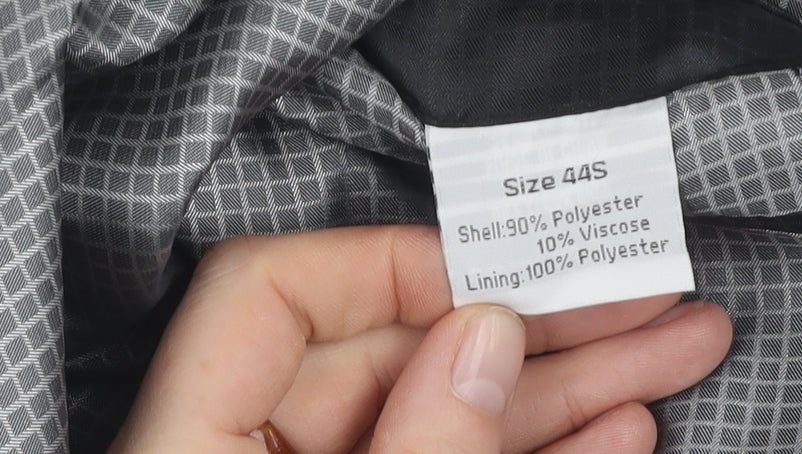 Size 44S
Shell:90% Polyester
10% Viscose
Lining:100% Polyester